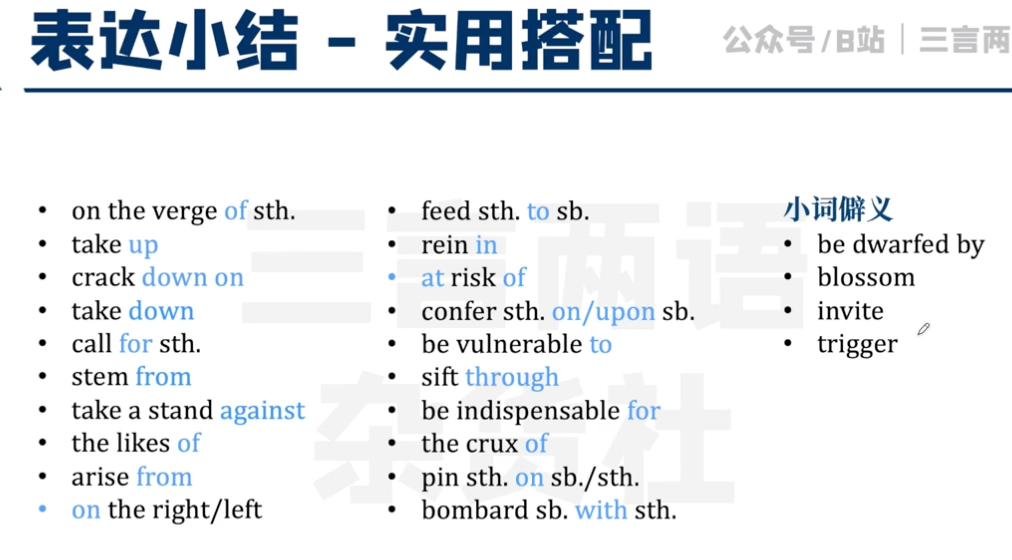 表达小结 - 实用搭配
公众号/B站｜三言两
• on the verge of sth.
• take up
• crack down on
• take down
• call for sth.
• stem from
• take a stand against
• the likes of
• arise from
• on the right/left
• feed sth. to sb.
• rein in
• at risk of
• confer sth. on/upon sb.
• be vulnerable to
• sift through
• be indispensable for
• the crux of
• pin sth. on sb./sth.
• bombard sb. with sth.
小词僻义
• be dwarfed by
• blossom
• invite
• trigger
三言两语
杂货社